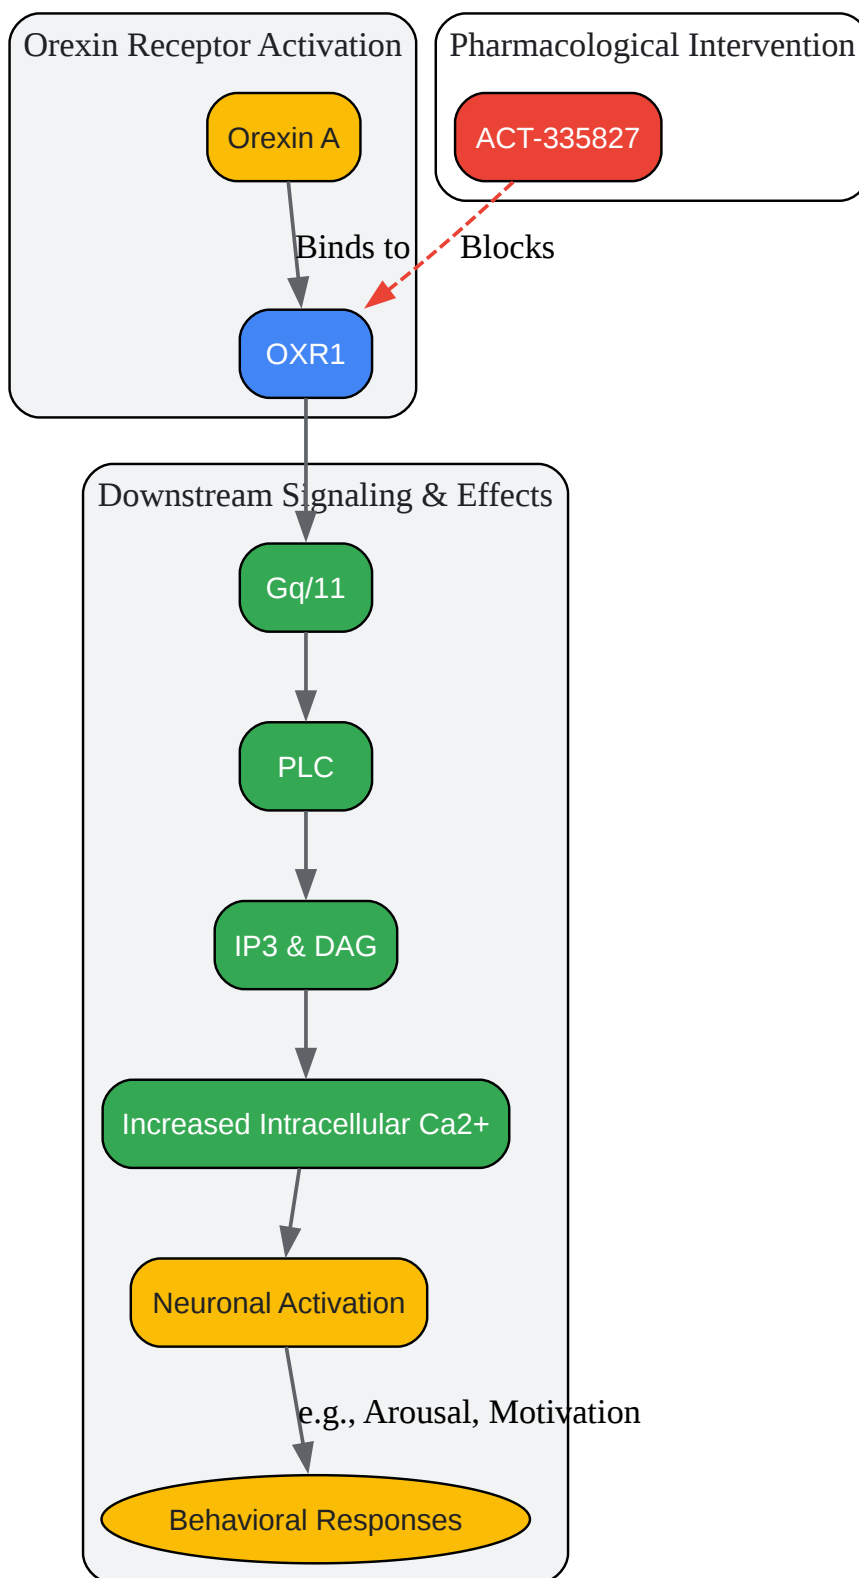 Orexin Receptor Activation
Pharmacological Intervention
Orexin A
ACT-335827
Binds to
Blocks
OXR1
Downstream Signaling & Effects
Gq/11
PLC
IP3 & DAG
Increased Intracellular Ca2+
Neuronal Activation
e.g., Arousal, Motivation
Behavioral Responses